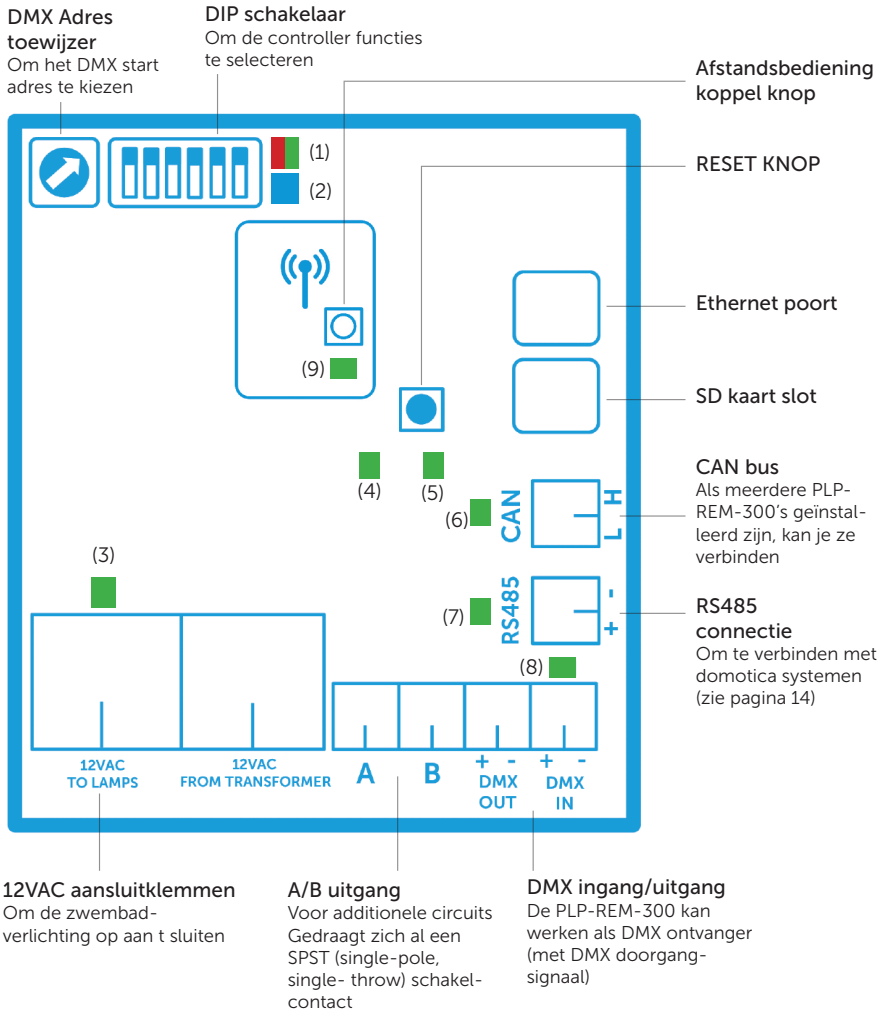 DMX Adres
toewijzer
Om het DMX start
adres te kiezen
DIP schakelaar
Om de controller functies
te selecteren
Afstandsbediening
koppel knop
(1)
(2)
RESET KNOP
Ethernet poort
(9)
SD kaart slot
(4)
(5)
(6)
CAN
H
L
CAN bus
Als meerdere PLP-
REM-300's geïnstal-
leerd zijn, kan je ze
verbinden
(3)
(7)
RS485
-
+
RS485
connectie
Om te verbinden met
domotica systemen
(zie pagina 14)
(8)
12VAC
TO LAMPS
12VAC
FROM TRANSFORMER
A
B
+ -
DMX
OUT
+ -
DMX
IN
12VAC aansluitklemmen
Om de zwembad-
verlichting op aan t sluiten
A/B uitgang
Voor additionele circuits
Gedraagt zich al een
SPST (single-pole,
single- throw) schakel-
contact
DMX ingang/uitgang
De PLP-REM-300 kan
werken als DMX ontvanger
(met DMX doorgang-
signaal)